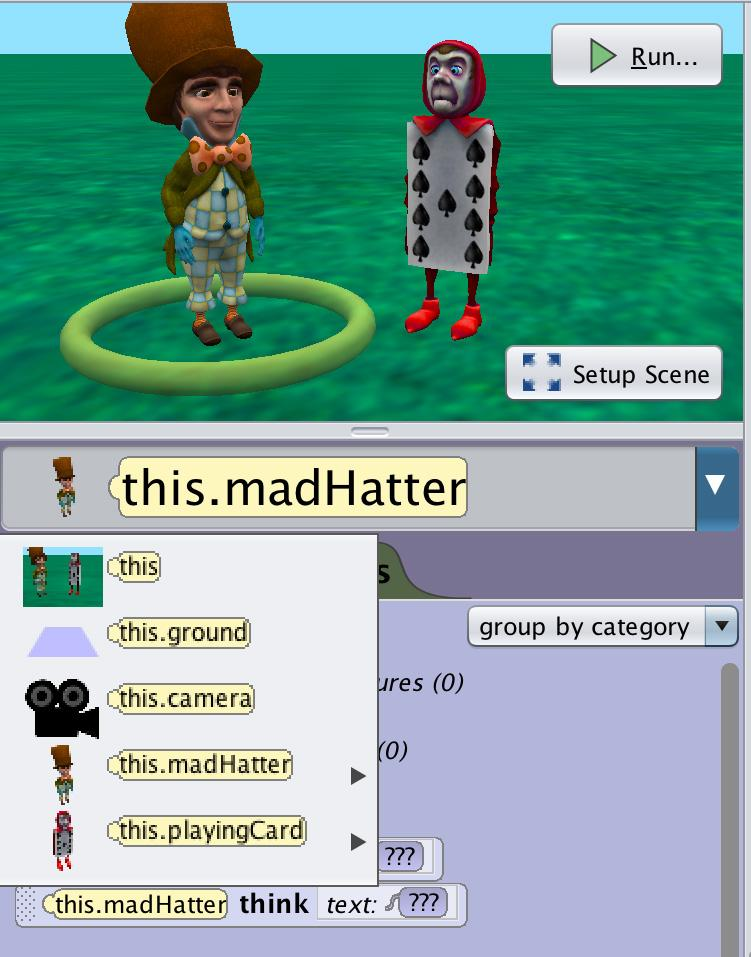 Run...
Setup Scene
this.madHatter
this
s
this.ground
group by category
ures (0)
this.camera
(0)
this.madHatter
this.playingCard
???
this.madHatter think text: ???